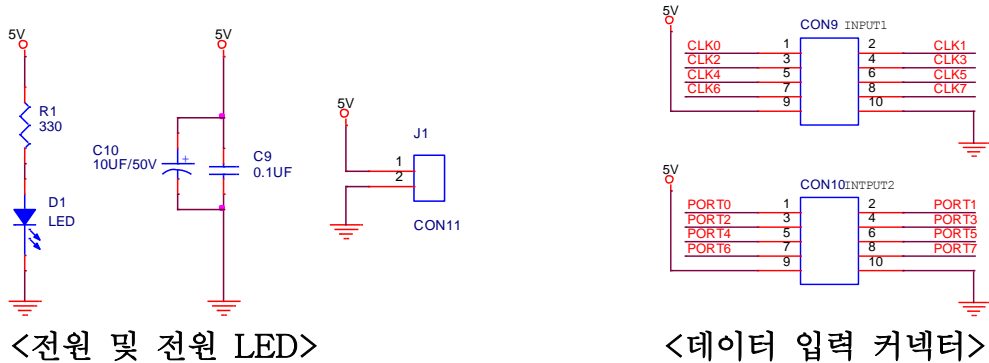 5V
R1
330
D1
LED
5V
C10
10UF/50V
C9
0.1UF
5V
J1
1
2
CON11
<전원 및 전원 LED>
5V
CON9 INPUT1
CLK0 1 2 CLK1
CLK2 3 4 CLK3
CLK4 5 6 CLK5
CLK6 7 8 CLK7
9 10
5V
CON10 INTPUT2
PORT0 1 2 PORT1
PORT2 3 4 PORT3
PORT4 5 6 PORT5
PORT6 7 8 PORT7
9 10
<데이터 입력 커넥터>